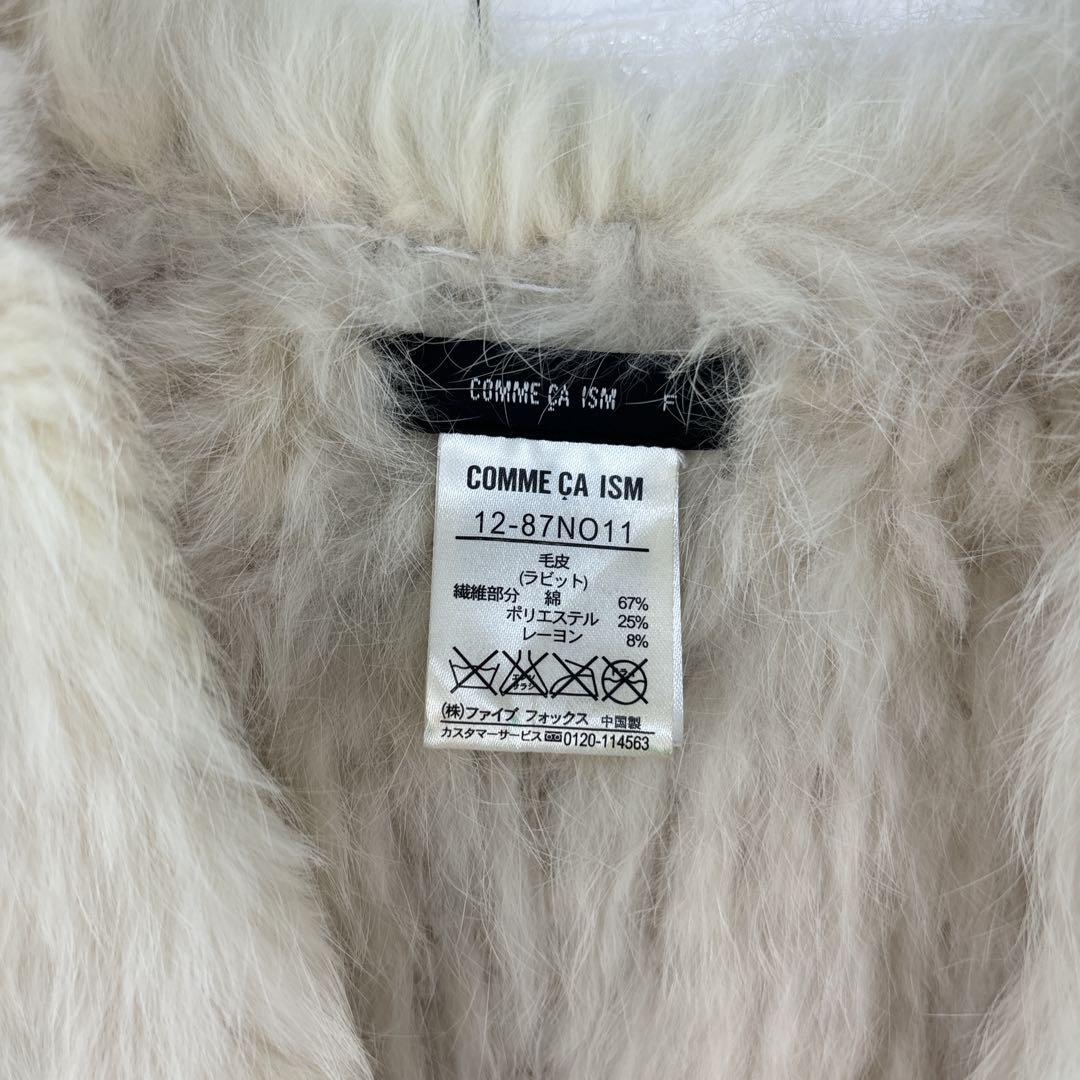 COMME ÇA ISM F
COMME ÇA ISM
12-87NO11
毛皮
(ラビット)
繊維部分 綿 67%
ポリエステル 25%
レーヨン 8%
(株)ファイブ フォックス 中国製
カスタマーサービス 0120-114563